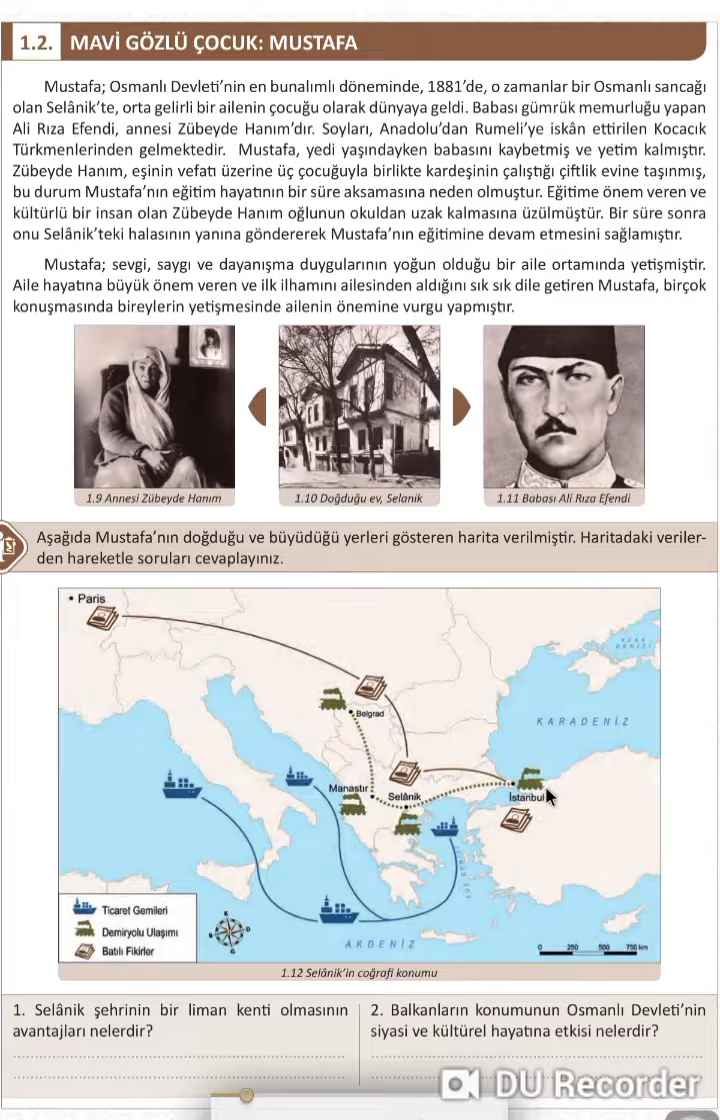 1.2. MAVİ GÖZLÜ ÇOCUK: MUSTAFA
Mustafa; Osmanlı Devleti'nin en bunalımlı döneminde, 1881'de, o zamanlar bir Osmanlı sancağı
olan Selânik'te, orta gelirli bir ailenin çocuğu olarak dünyaya geldi. Babası gümrük memurluğu yapan
Ali Rıza Efendi, annesi Zübeyde Hanım'dır. Soyları, Anadolu'dan Rumeli'ye iskân ettirilen Kocacık
Türkmenlerinden gelmektedir. Mustafa, yedi yaşındayken babasını kaybetmiş ve yetim kalmıştır.
Zübeyde Hanım, eşinin vefatı üzerine üç çocuğuyla birlikte kardeşinin çalıştığı çiftlik evine taşınmış,
bu durum Mustafa'nın eğitim hayatının bir süre aksamasına neden olmuştur. Eğitime önem veren ve
kültürlü bir insan olan Zübeyde Hanım oğlunun okuldan uzak kalmasına üzülmüştür. Bir süre sonra
onu Selânik'teki halasının yanına göndererek Mustafa'nın eğitimine devam etmesini sağlamıştır.
Mustafa; sevgi, saygı ve dayanışma duygularının yoğun olduğu bir aile ortamında yetişmiştir.
Aile hayatına büyük önem veren ve ilk ilhamını ailesinden aldığını sık sık dile getiren Mustafa, birçok
konuşmasında bireylerin yetişmesinde ailenin önemine vurgu yapmıştır.
1.9 Annesi Zübeyde Hanım
1.10 Doğduğu ev, Selanik
1.11 Babası Ali Rıza Efendi
Aşağıda Mustafa'nın doğduğu ve büyüdüğü yerleri gösteren harita verilmiştir. Haritadaki veriler-
den hareketle soruları cevaplayınız.
Paris
AZAK
DENİZİ
Belgrad
KARADENİZ
Manastır
Selânik
İstanbul
EGE DENİZİ
Ticaret Gemileri
Demiryolu Ulaşımı
Batılı Fikirler
K
B
D
G
AKDENİZ
0 250 500 750 km
1.12 Selânik'in coğrafi konumu
1. Selânik şehrinin bir liman kenti olmasının
avantajları nelerdir?
2. Balkanların konumunun Osmanlı Devleti'nin
siyasi ve kültürel hayatına etkisi nelerdir?
DU Recorder